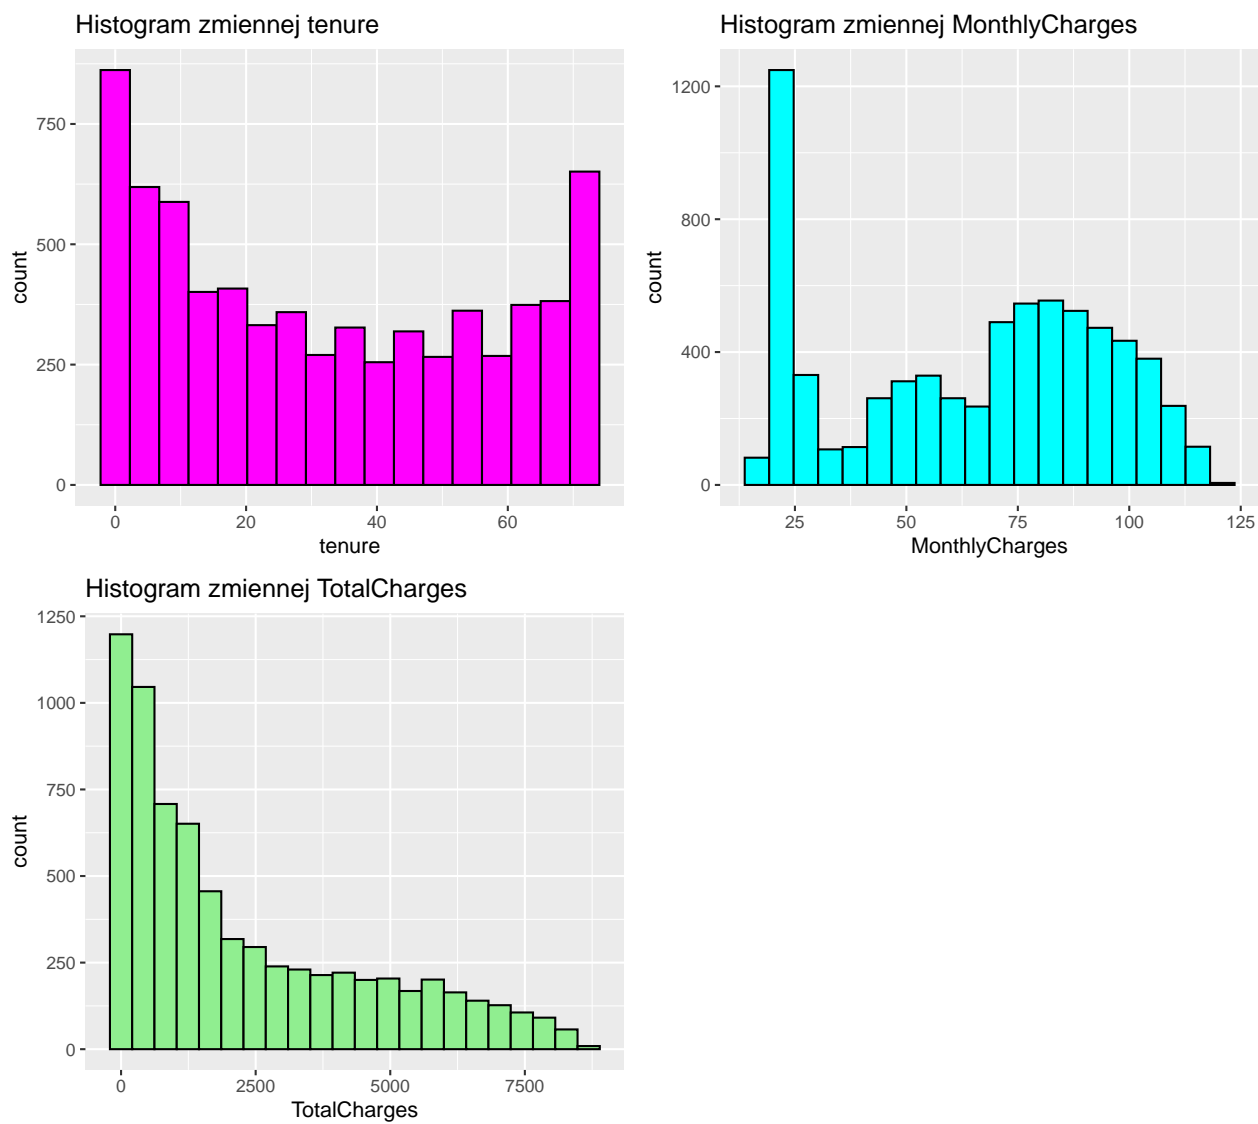 Histogram zmiennej tenure
750
500
250
0
count
0 20 40 60
tenure
Histogram zmiennej MonthlyCharges
1200
800
400
0
count
25 50 75 100 125
MonthlyCharges
Histogram zmiennej TotalCharges
1250
1000
750
500
250
0
count
0 2500 5000 7500
TotalCharges